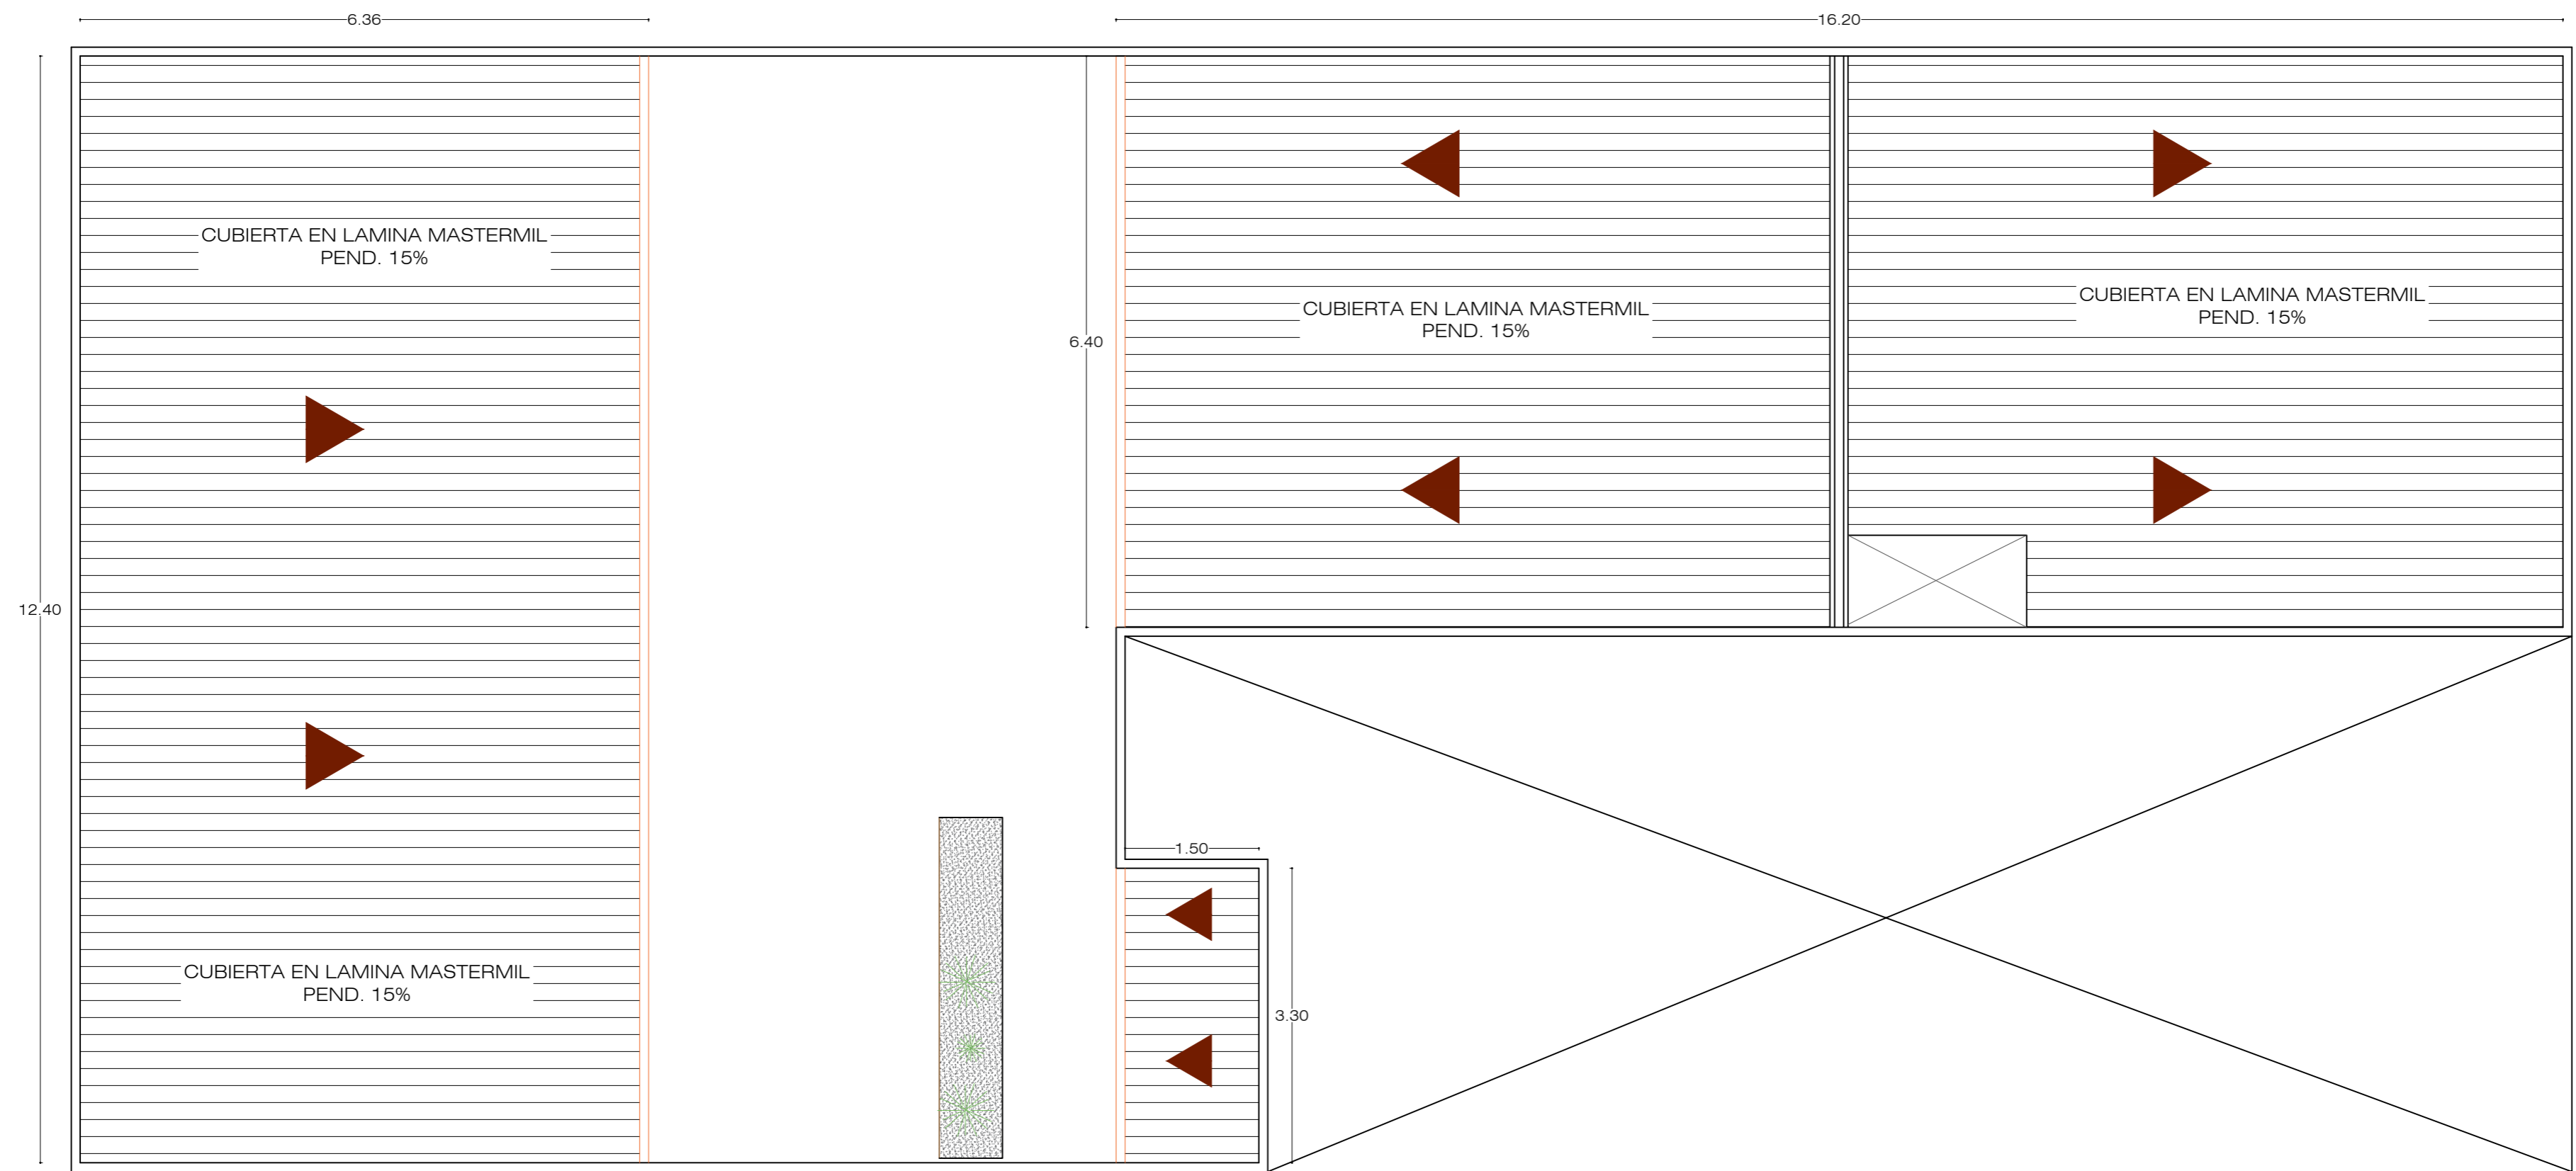 6.36
16.20
CUBIERTA EN LAMINA MASTERMIL
PEND. 15%
CUBIERTA EN LAMINA MASTERMIL
PEND. 15%
CUBIERTA EN LAMINA MASTERMIL
PEND. 15%
6.40
12.40
1.50
CUBIERTA EN LAMINA MASTERMIL
PEND. 15%
3.30